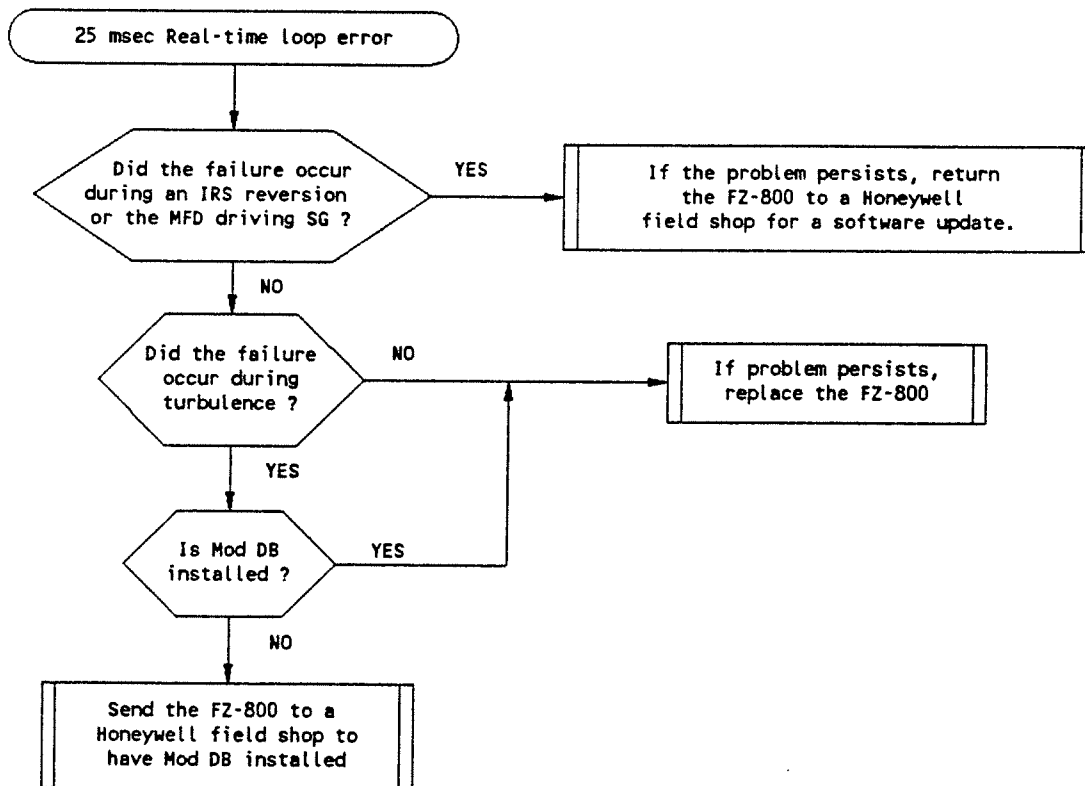 25 msec Real-time loop error
Did the failure occur
during an IRS reversion
or the MFD driving SG ?
YES
If the problem persists, return
the FZ-800 to a Honeywell
field shop for a software update.
NO
Did the failure
occur during
turbulence ?
NO
If problem persists,
replace the FZ-800
YES
Is Mod DB
installed ?
YES
NO
Send the FZ-800 to a
Honeywell field shop to
have Mod DB installed